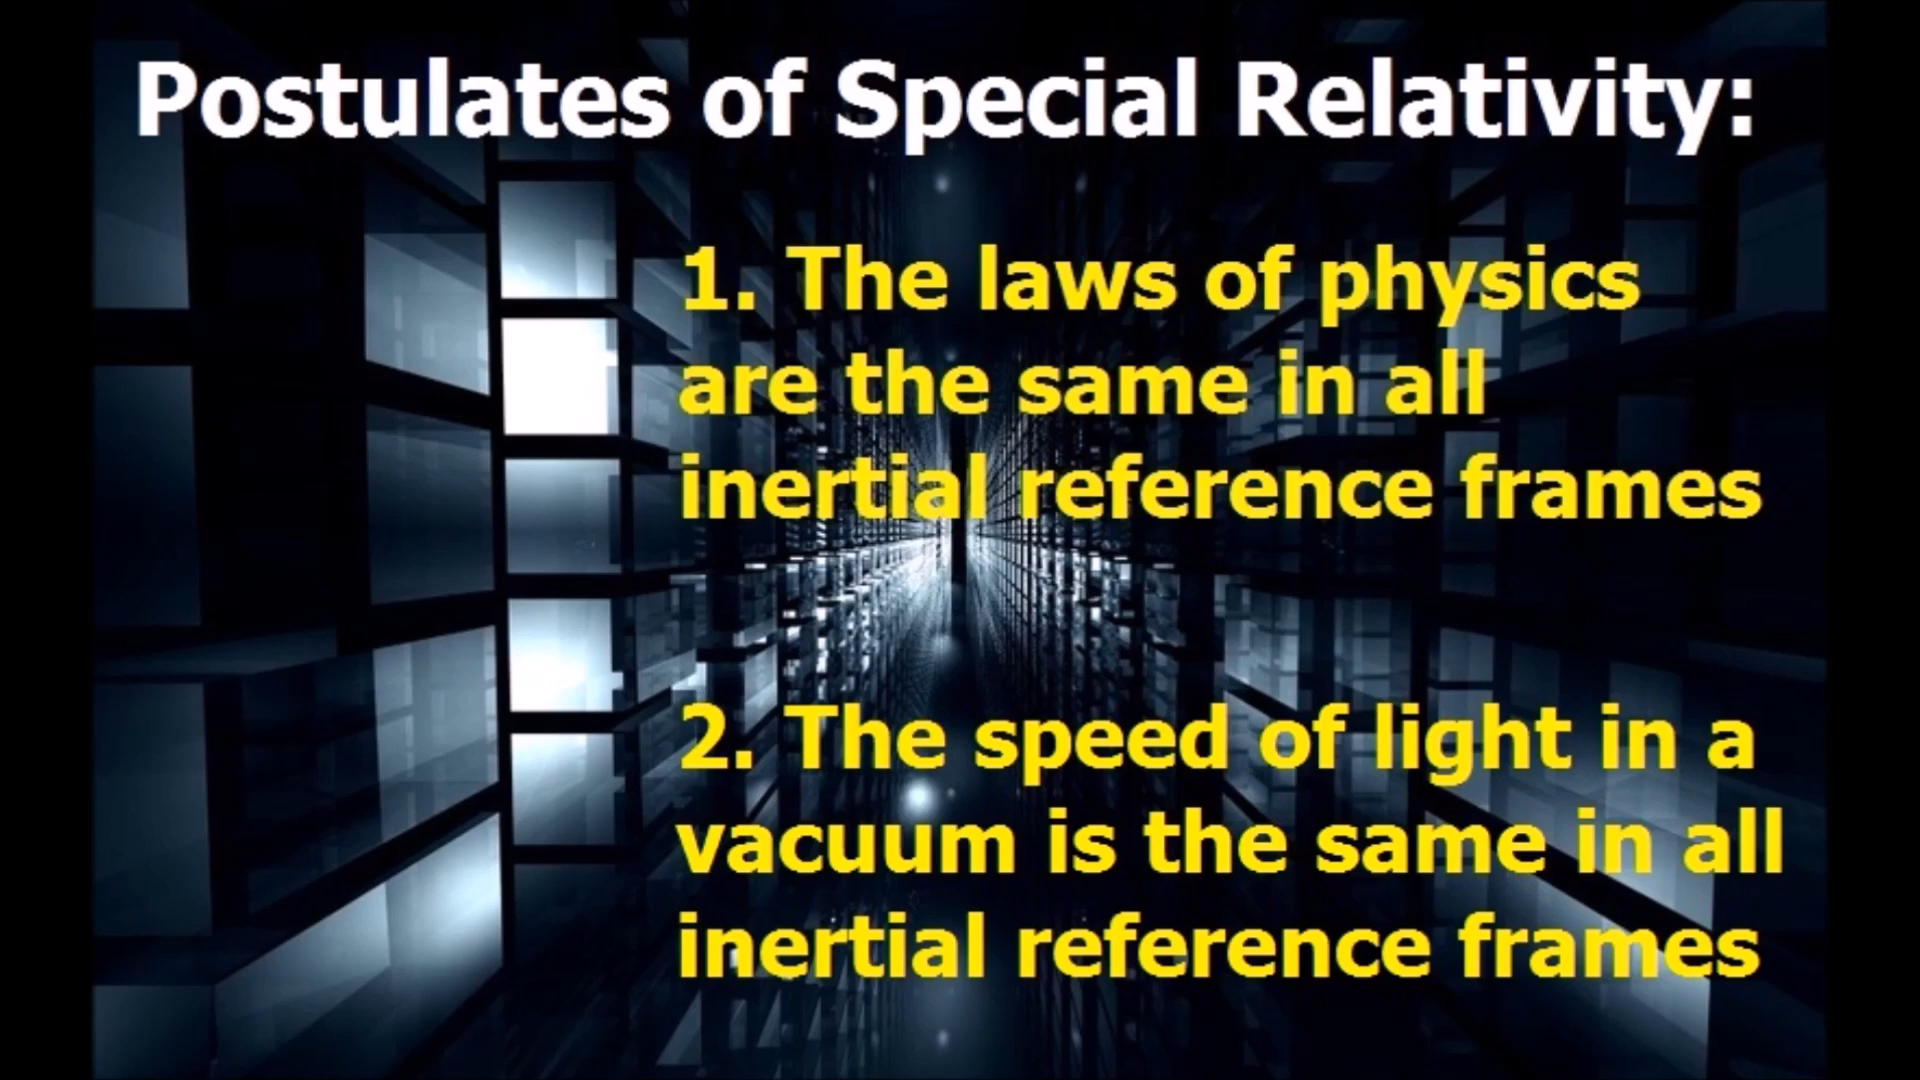 Postulates of Special Relativity:
1. The laws of physics
are the same in all
inertial reference frames
2. The speed of light in a
vacuum is the same in all
inertial reference frames